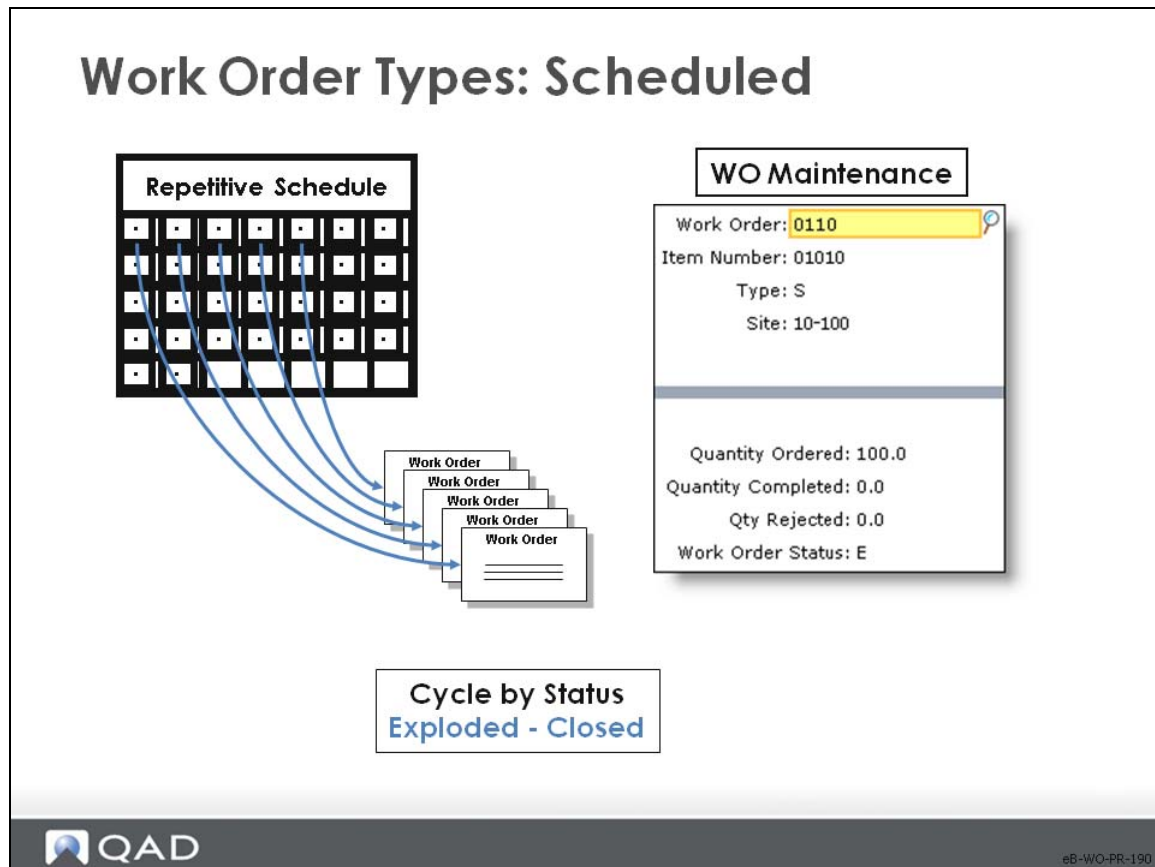 Work Order Types: Scheduled
Repetitive Schedule
WO Maintenance
Work Order: 0110
Item Number: 01010
Type: S
Site: 10-100
Quantity Ordered: 100.0
Quantity Completed: 0.0
Qty Rejected: 0.0
Work Order Status: E
Work Order
Work Order
Work Order
Work Order
Work Order
Cycle by Status
Exploded - Closed
QAD
eB-WO-PR-190